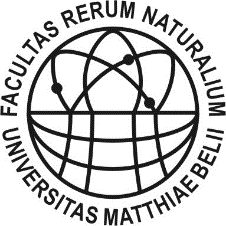 FACULTAS RERUM NATURALIUM
UNIVERSITAS MATTHIAE BELII